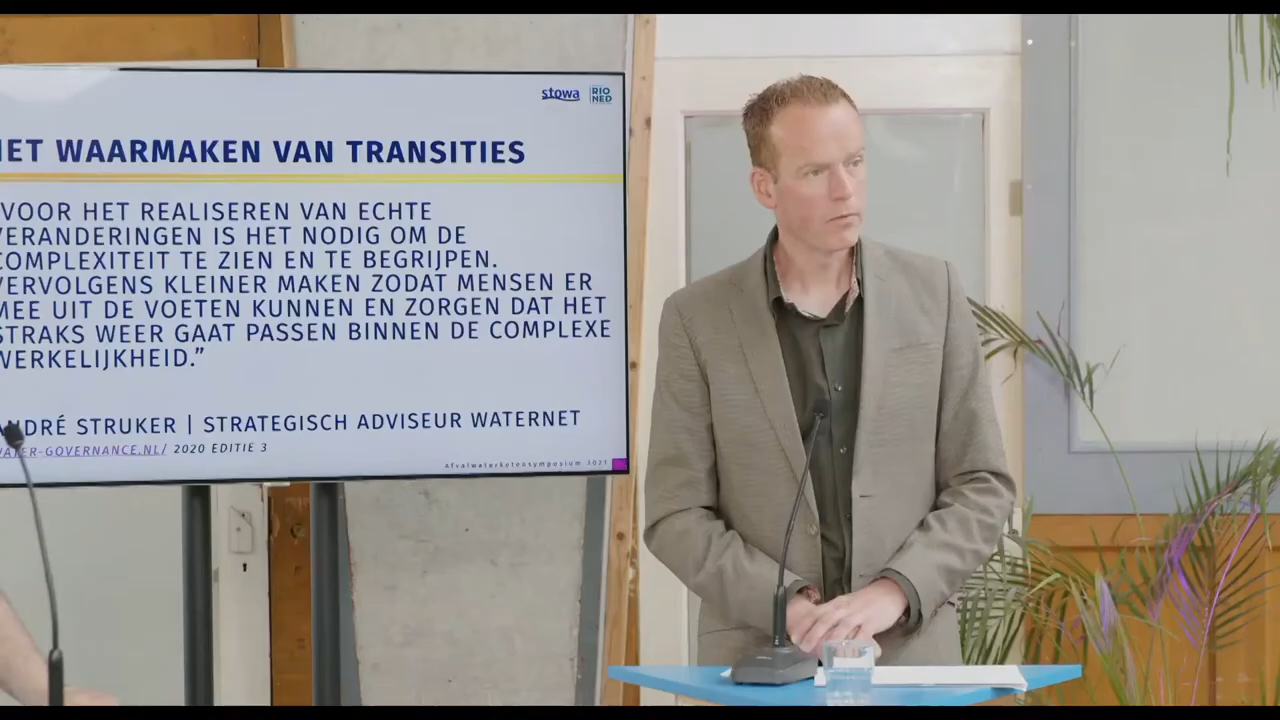 stowa
RIO
NED
HET WAARMAKEN VAN TRANSITIES
VOOR HET REALISEREN VAN ECHTE
VERANDERINGEN IS HET NODIG OM DE
COMPLEXITEIT TE ZIEN EN TE BEGRIJPEN.
VERVOLGENS KLEINER MAKEN ZODAT MENSEN ER
MEE UIT DE VOETEN KUNNEN EN ZORGEN DAT HET
STRAKS WEER GAAT PASSEN BINNEN DE COMPLEXE
WERKELIJKHEID.”
ANDRÉ STRUKER | STRATEGISCH ADVISEUR WATERNET
WATER-GOVERNANCE.NL/ 2020 EDITIE 3
Afvalwaterketensymposium 2021